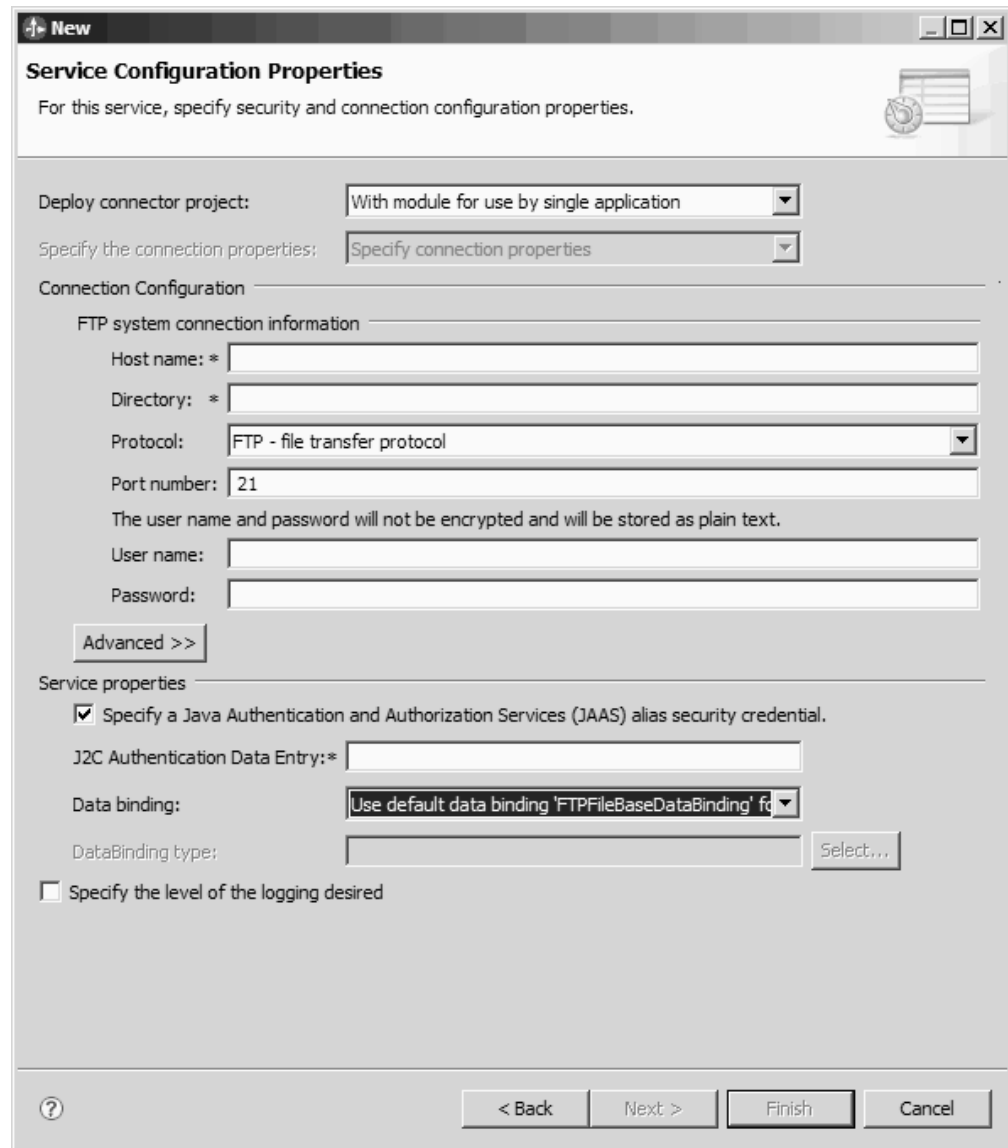 New
Service Configuration Properties
For this service, specify security and connection configuration properties.
Deploy connector project: With module for use by single application
Specify the connection properties: Specify connection properties
Connection Configuration
FTP system connection information
Host name: *
Directory: *
Protocol: FTP - file transfer protocol
Port number: 21
The user name and password will not be encrypted and will be stored as plain text.
User name:
Password:
Advanced >>
Service properties
Specify a Java Authentication and Authorization Services (JAAS) alias security credential.
J2C Authentication Data Entry:*
Data binding: Use default data binding 'FTPFileBaseDataBinding' fo
DataBinding type: Select...
Specify the level of the logging desired
? < Back Next > Finish Cancel